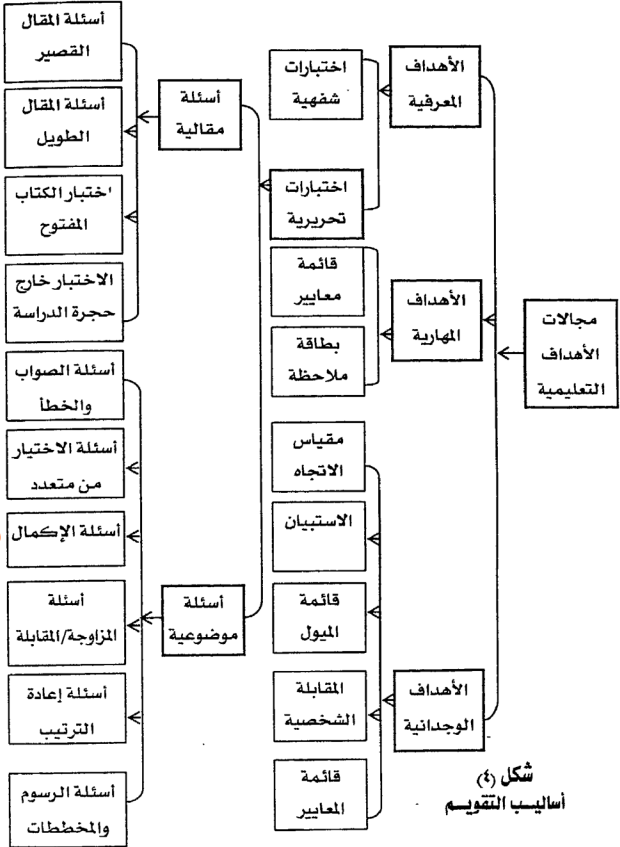 مجالات
الأهداف
التعليمية
الأهداف
المعرفية
الأهداف
المهارية
الأهداف
الوجدانية
اختبارات
شفهية
اختبارات
تحريرية
قائمة
معايير
بطاقة
ملاحظة
مقياس
الاتجاه
الاستبيان
قائمة
الميول
المقابلة
الشخصية
قائمة
المعايير
أسئلة
مقالية
أسئلة
موضوعية
أسئلة المقال
القصير
أسئلة المقال
الطويل
اختبار الكتاب
المفتوح
الاختبار خارج
حجرة الدراسة
أسئلة الصواب
والخطأ
أسئلة الاختيار
من متعدد
أسئلة الإكمال
أسئلة
المزاوجة/المقابلة
أسئلة إعادة
الترتيب
أسئلة الرسوم
والمخططات
شكل (٤)
أساليب التقويم